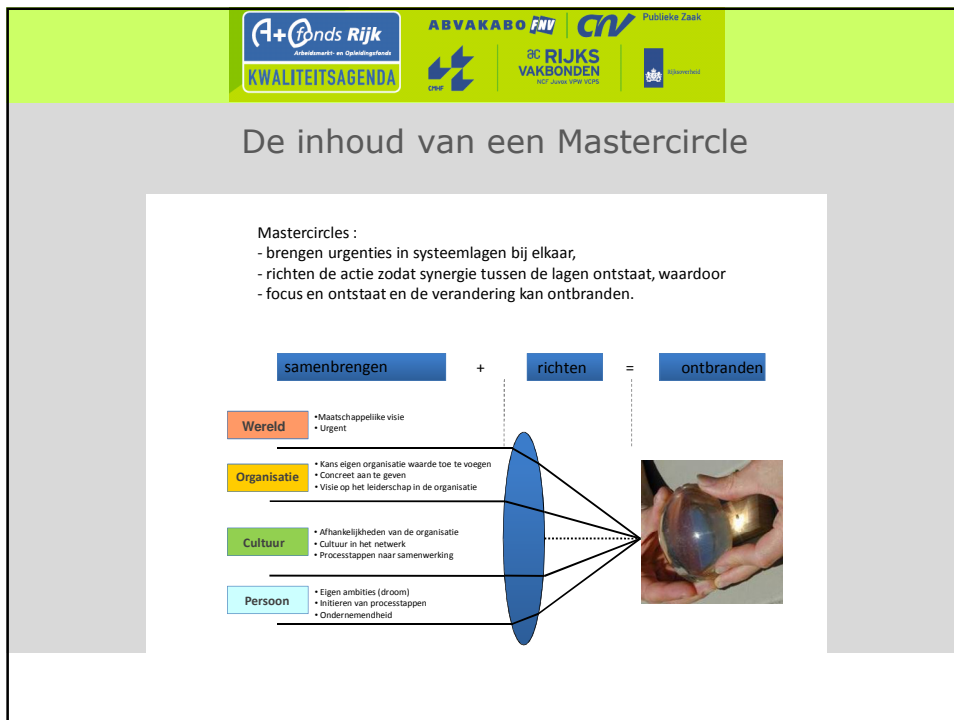 A+fonds Rijk
Arbeidsmarkt- en Opleidingsfonds
KWALITEITSAGENDA
ABVAKABO FNV
CNV Publieke Zaak
CMHF
ac RIJKS
VAKBONDEN
NCF Juvox VPW VCPS
Rijksoverheid
De inhoud van een Mastercircle
Mastercircles :
- brengen urgenties in systeemlagen bij elkaar,
- richten de actie zodat synergie tussen de lagen ontstaat, waardoor
- focus en ontstaat en de verandering kan ontbranden.
samenbrengen + richten = ontbranden
Wereld
•Maatschappelijke visie
• Urgent
Organisatie
• Kans eigen organisatie waarde toe te voegen
• Concreet aan te geven
• Visie op het leiderschap in de organisatie
Cultuur
• Afhankelijkheden van de organisatie
• Cultuur in het netwerk
• Processtappen naar samenwerking
Persoon
• Eigen ambities (droom)
• Initieren van processtappen
• Ondernemendheid